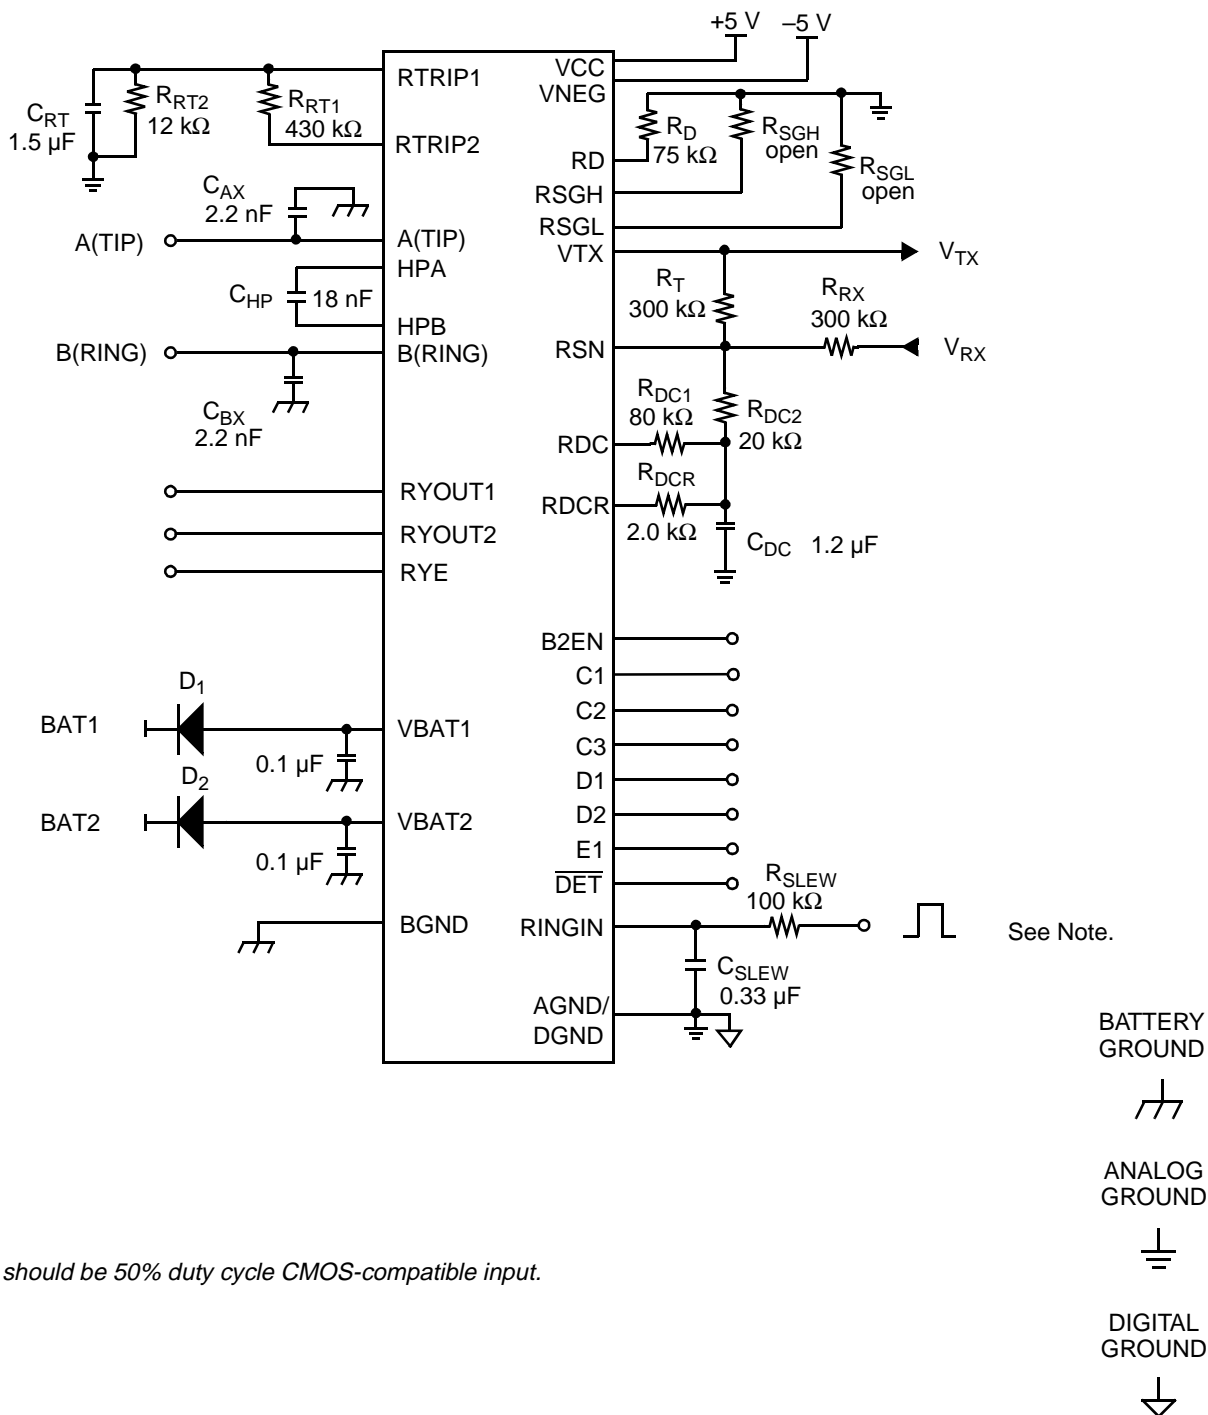 +5 V
–5 V
RTRIP1
VCC
VNEG
C_RT
1.5 µF
R_RT2
12 kΩ
R_RT1
430 kΩ
RTRIP2
R_D
75 kΩ
R_SGH
open
R_SGL
open
RD
RSGH
RSGL
C_AX
2.2 nF
A(TIP)
A(TIP)
VTX
V_TX
HPA
C_HP
18 nF
R_T
300 kΩ
R_RX
300 kΩ
HPB
B(RING)
B(RING)
RSN
V_RX
C_BX
2.2 nF
R_DC1
80 kΩ
R_DC2
20 kΩ
RDC
R_DCR
2.0 kΩ
RYOUT1
RDCR
RYOUT2
C_DC 1.2 µF
RYE
B2EN
C1
C2
C3
D1
D2
E1
DET
D_1
BAT1
VBAT1
0.1 µF
D_2
BAT2
VBAT2
0.1 µF
R_SLEW
100 kΩ
BGND
RINGIN
See Note.
C_SLEW
0.33 µF
AGND/
DGND
BATTERY
GROUND
ANALOG
GROUND
should be 50% duty cycle CMOS-compatible input.
DIGITAL
GROUND